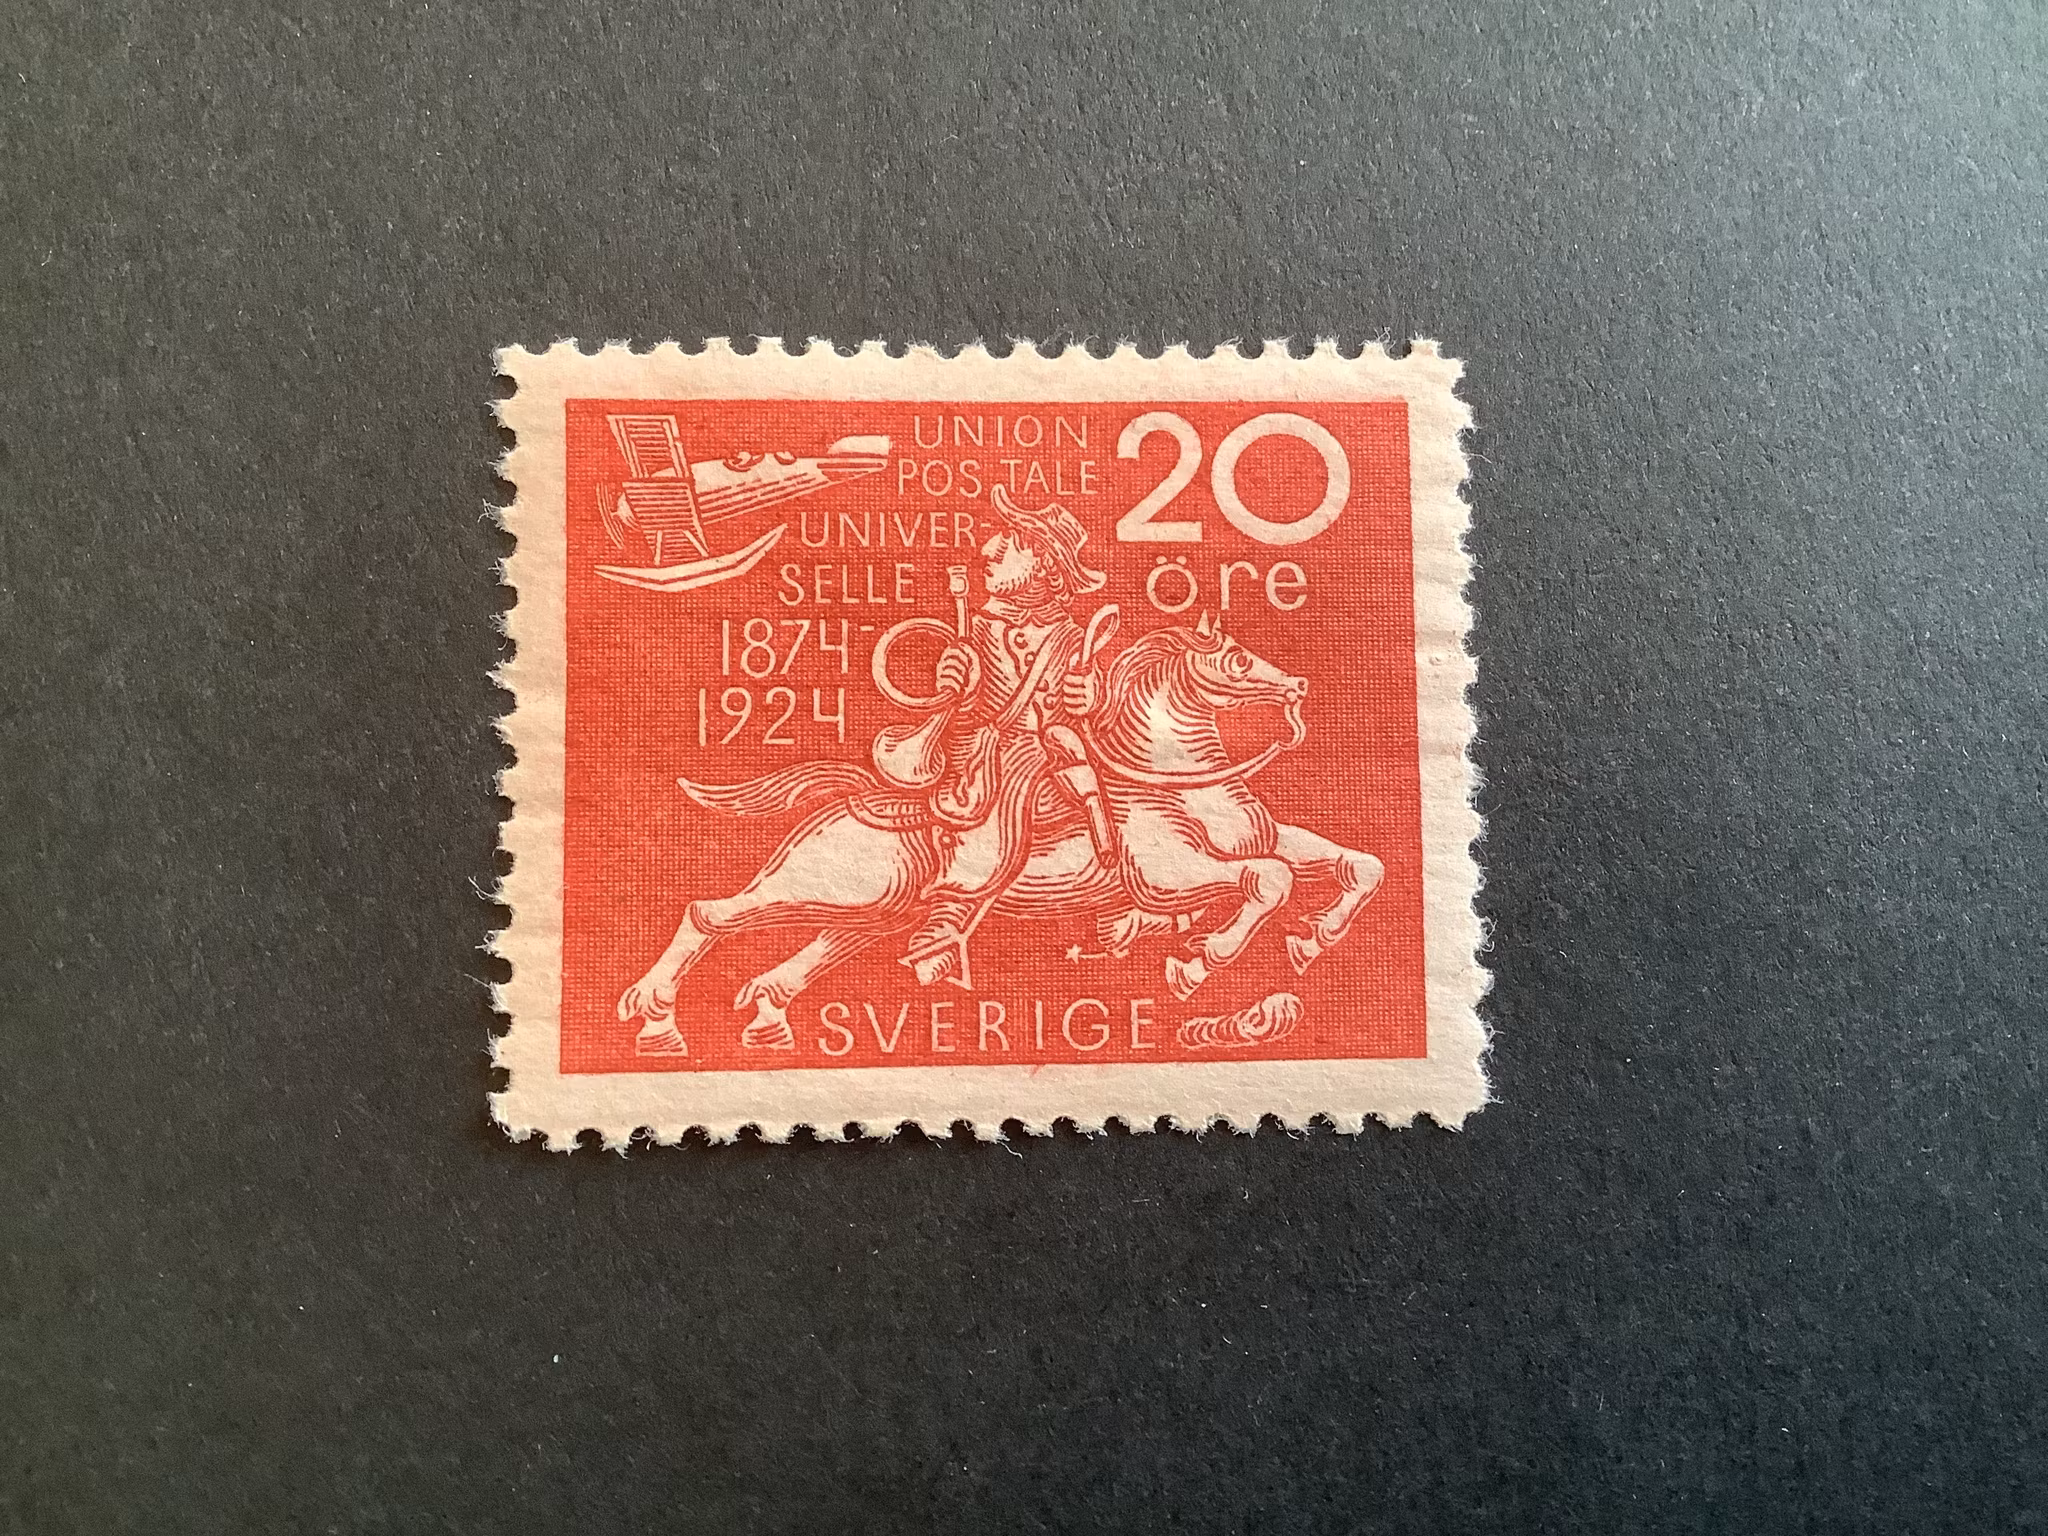 UNION
POSTALE
UNIVER-
SELLE
1874-
1924
20
öre
SVERIGE